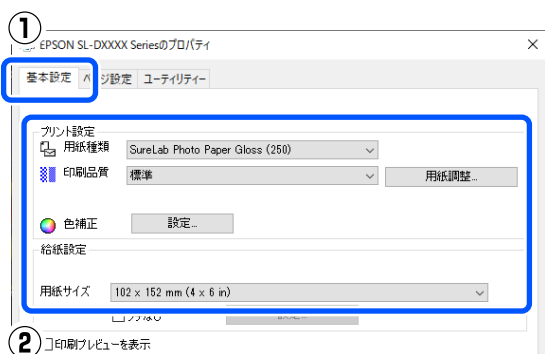 ①
EPSON SL-DXXXX Seriesのプロパティ
基本設定 ジ設定 ユーティリティー
プリント設定
用紙種類 SureLab Photo Paper Gloss (250)
印刷品質 標準 用紙調整...
色補正 設定...
給紙設定
用紙サイズ 102 x 152 mm (4 x 6 in)
②
印刷プレビューを表示